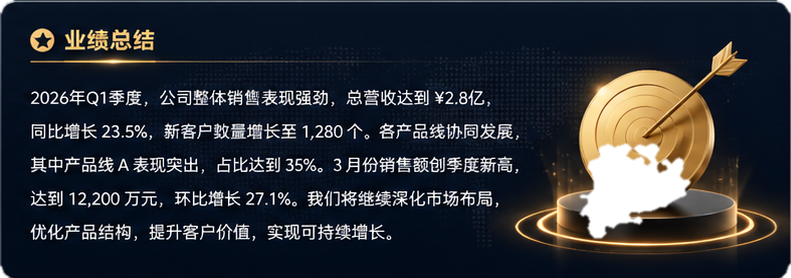 业绩总结
2026年Q1季度，公司整体销售表现强劲，总营收达到 ¥2.8亿，
同比增长 23.5%，新客户数量增长至 1,280 个。各产品线协同发展，
其中产品线 A 表现突出，占比达到 35%。3 月份销售额创季度新高，
达到 12,200 万元，环比增长 27.1%。我们将继续深化市场布局，
优化产品结构，提升客户价值，实现可持续增长。